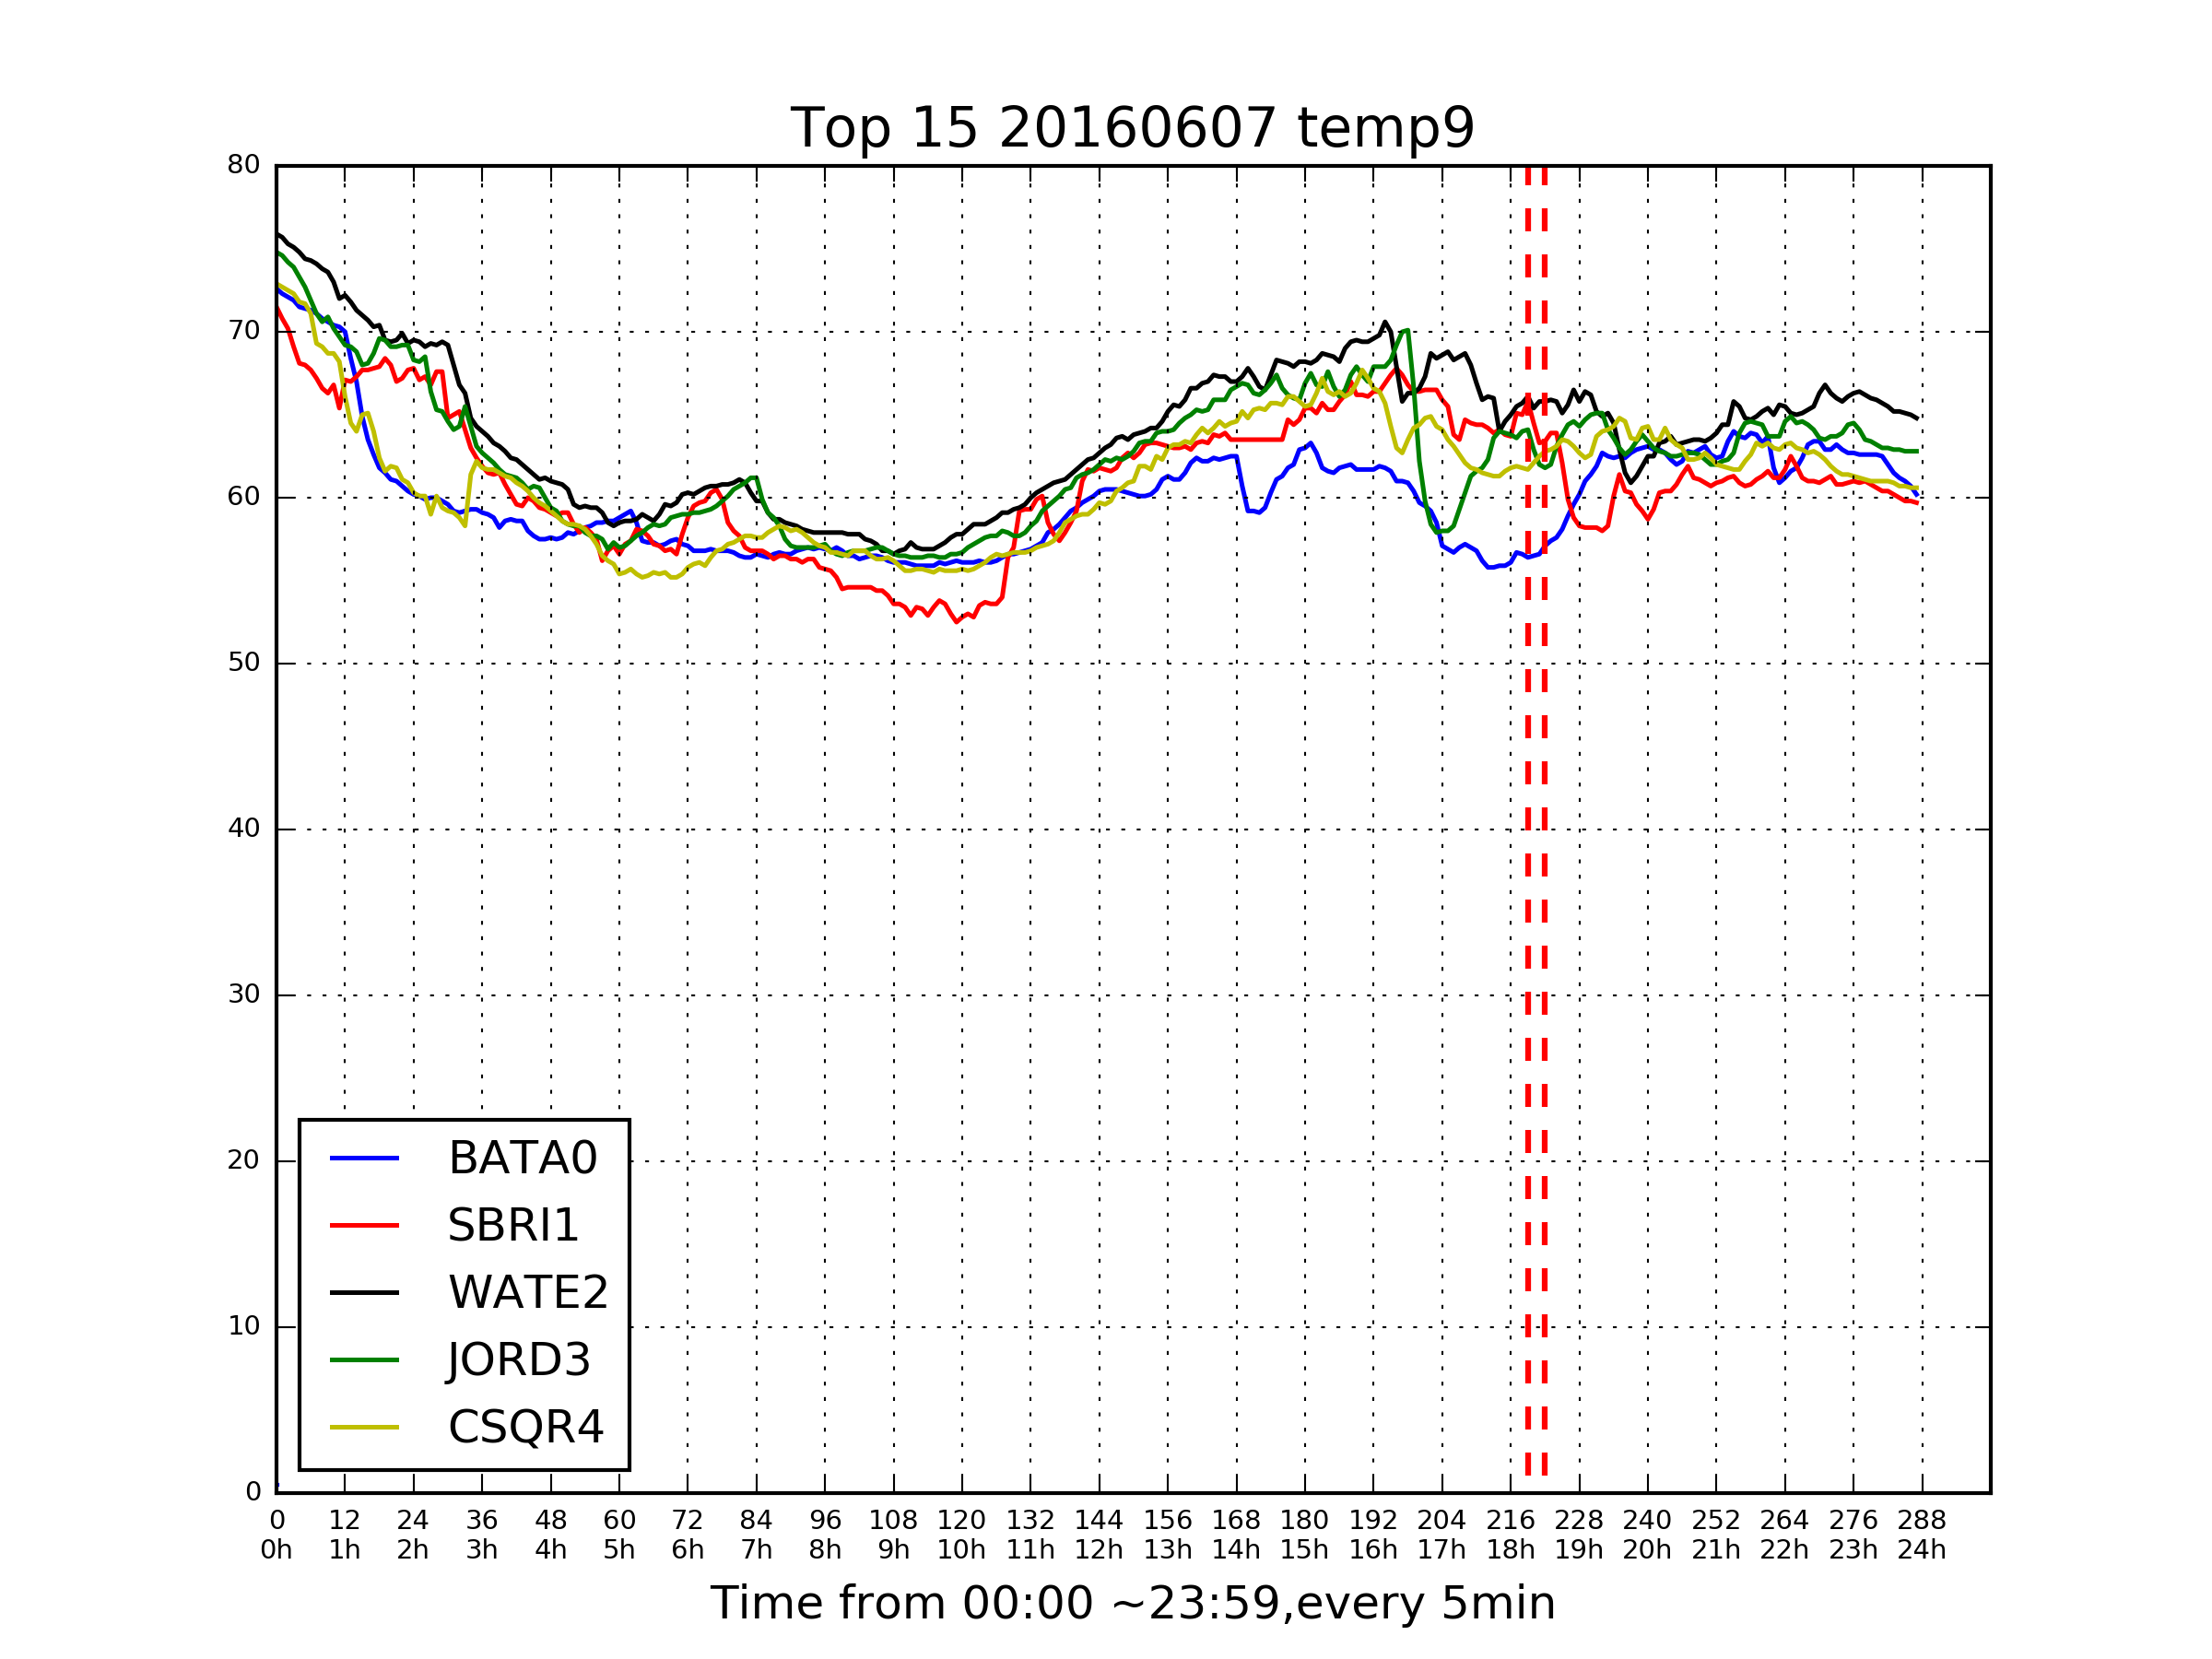 Top 15 20160607 temp9
80
70
60
50
40
30
20
10
0
BATA0
SBRI1
WATE2
JORD3
CSQR4
0 12 24 36 48 60 72 84 96 108 120 132 144 156 168 180 192 204 216 228 240 252 264 276 288
0h 1h 2h 3h 4h 5h 6h 7h 8h 9h 10h 11h 12h 13h 14h 15h 16h 17h 18h 19h 20h 21h 22h 23h 24h
Time from 00:00 ~23:59,every 5min